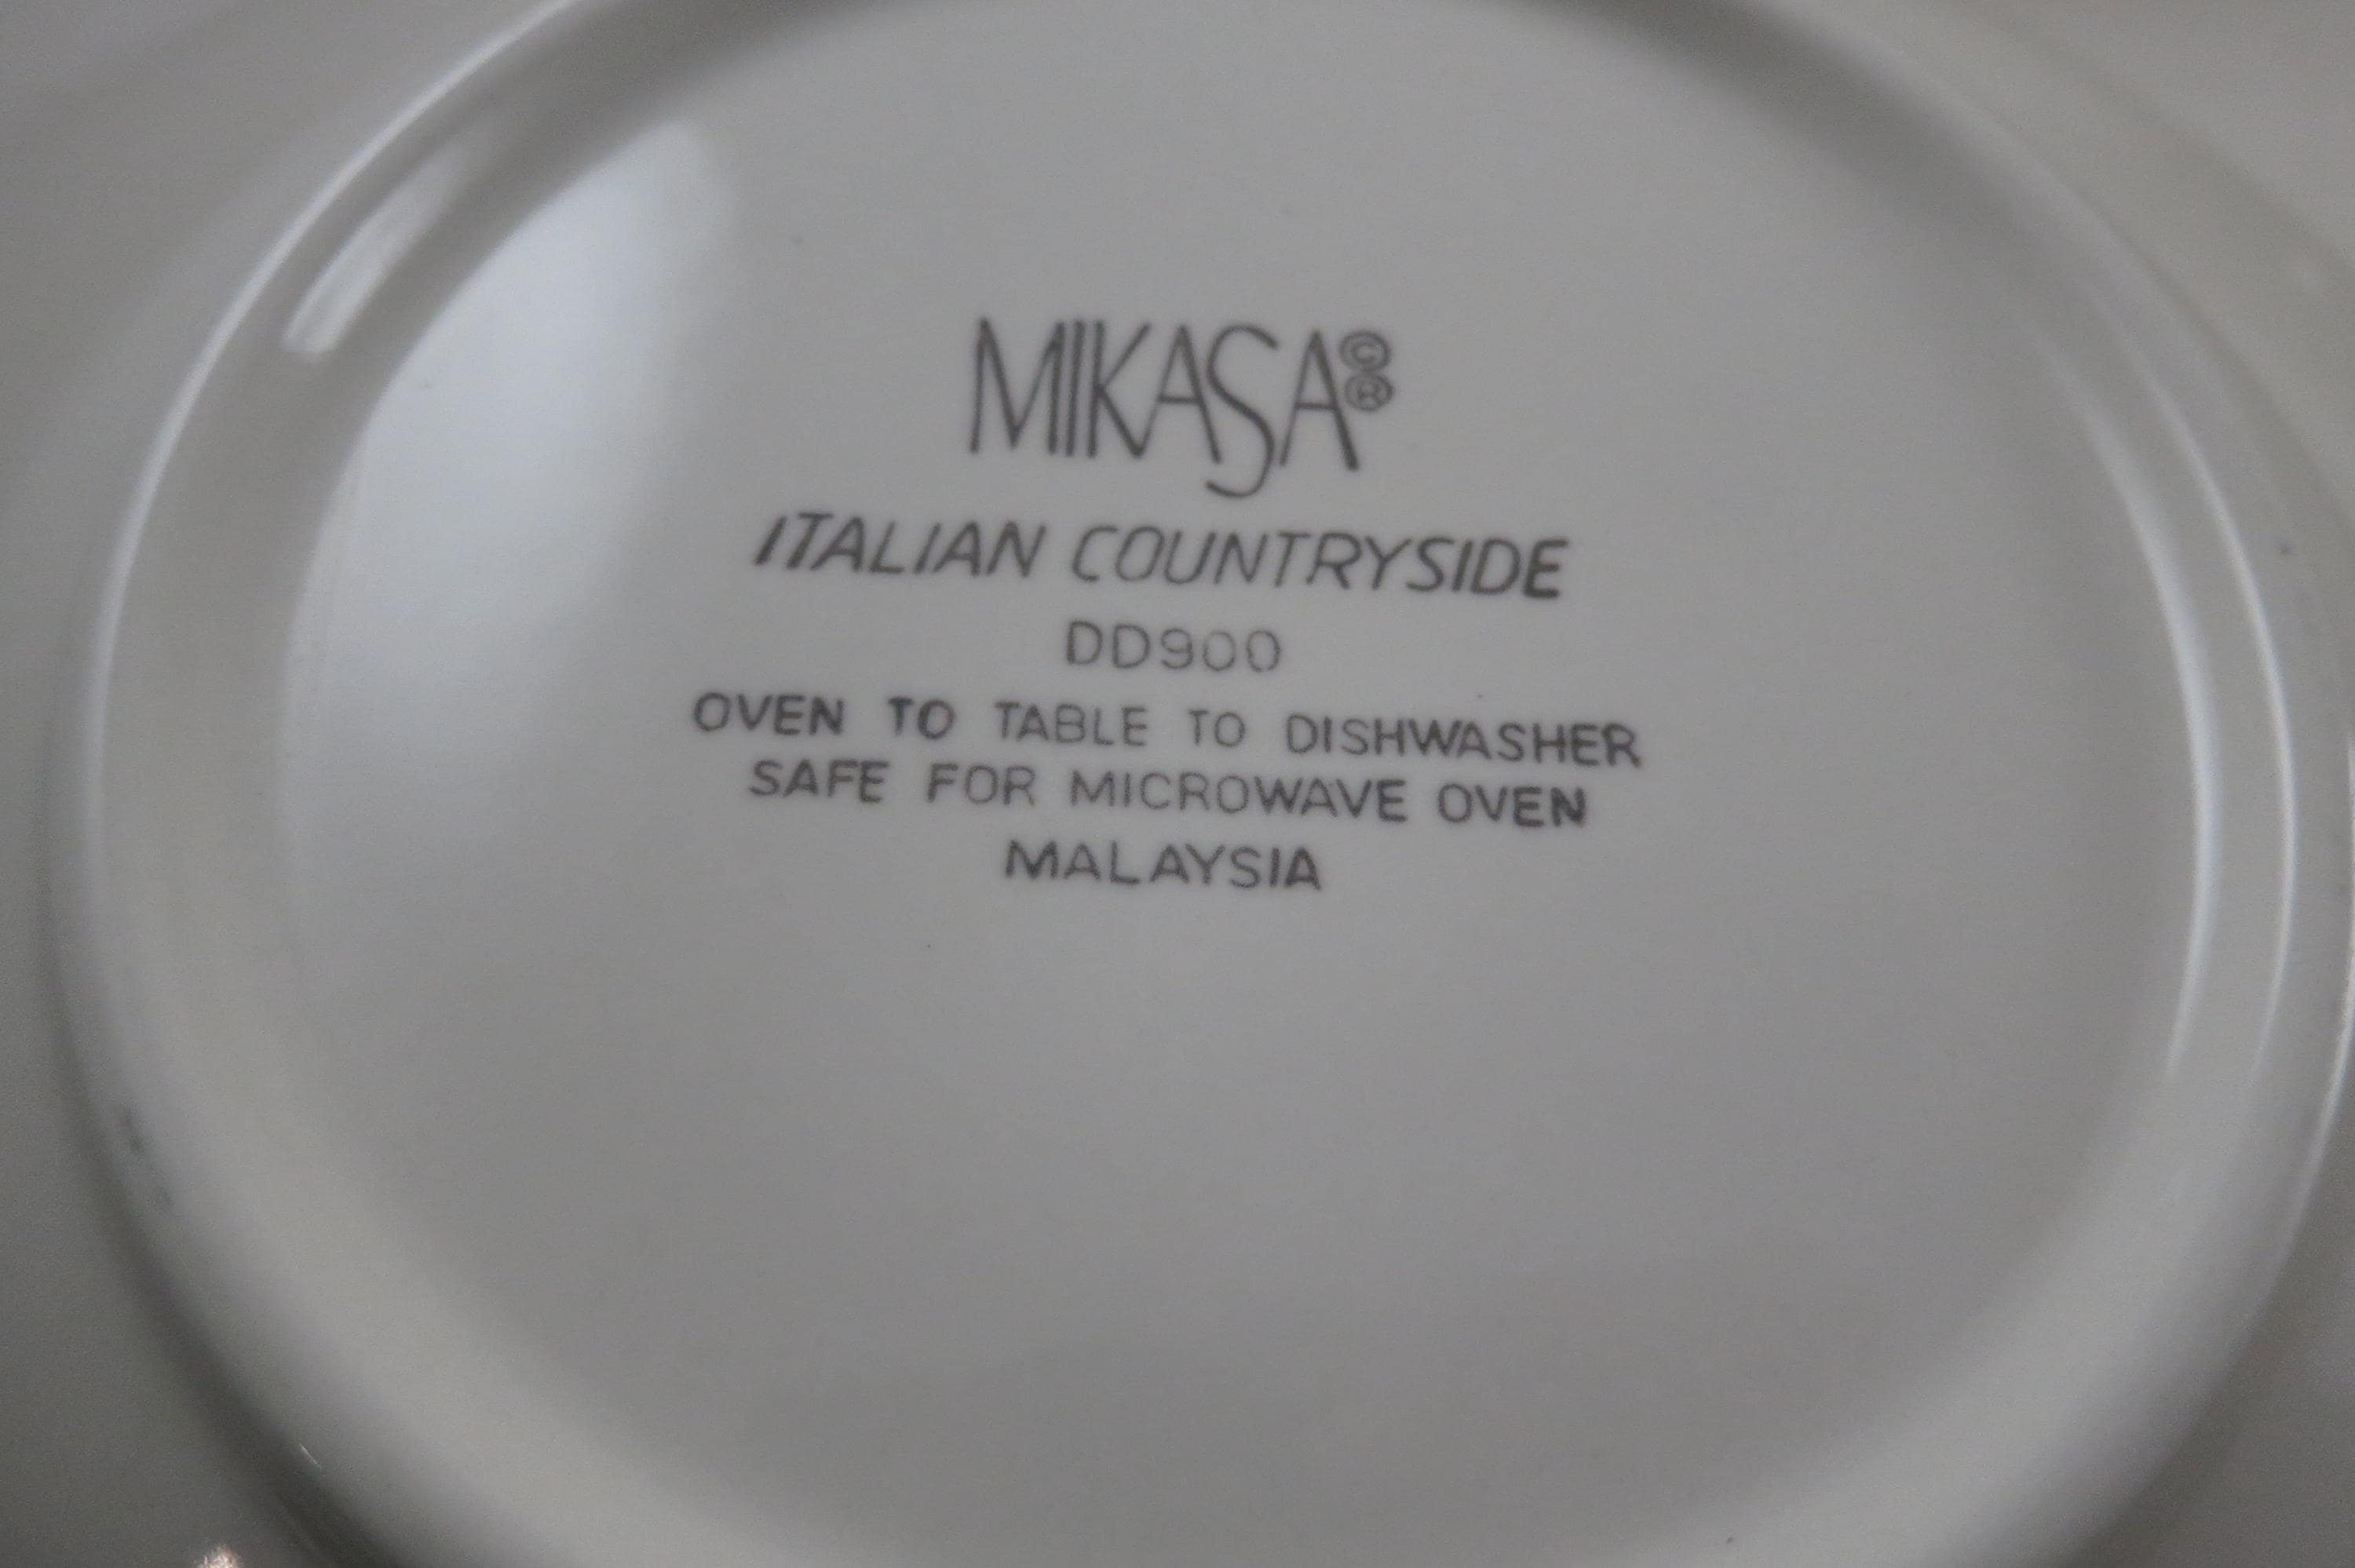 MIKASA©®
ITALIAN COUNTRYSIDE
DD900
OVEN TO TABLE TO DISHWASHER
SAFE FOR MICROWAVE OVEN
MALAYSIA